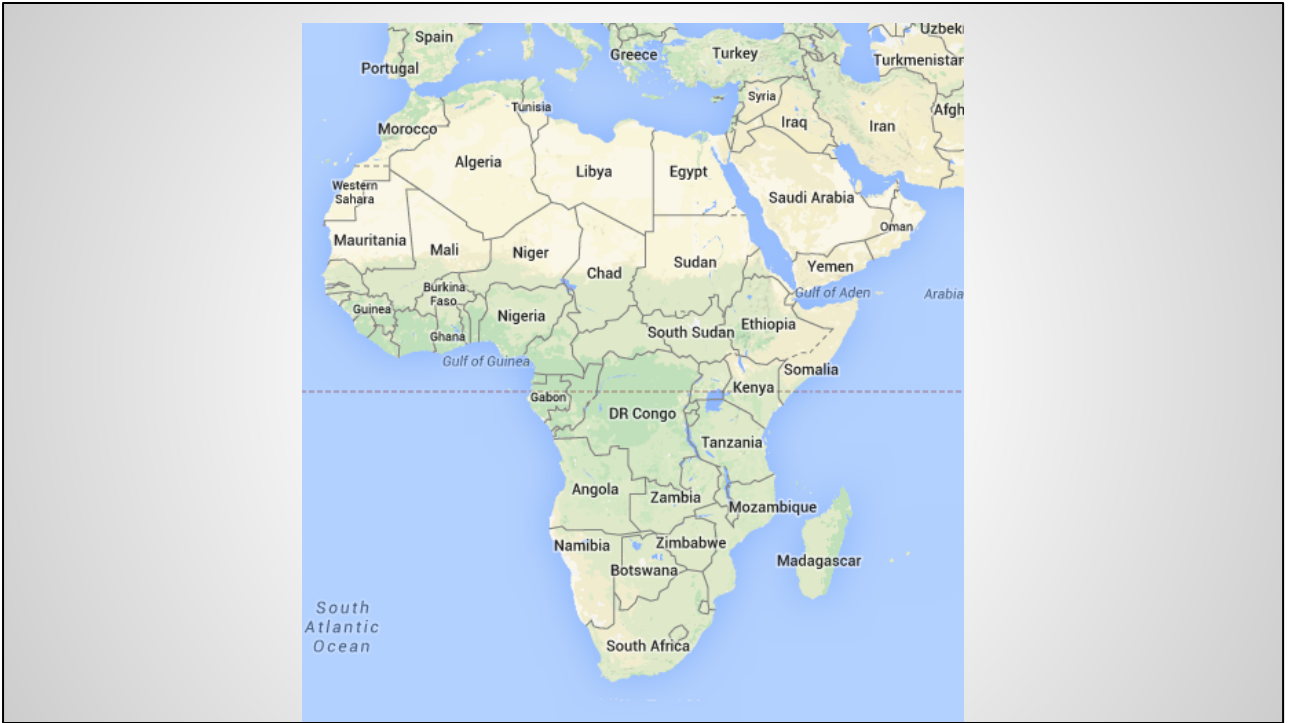 Uzbek
Spain
Greece
Turkey
Turkmenistan
Portugal
Syria
Tunisia
Afgh
Iraq
Iran
Morocco
Algeria
Libya
Egypt
Western
Sahara
Saudi Arabia
Oman
Mauritania
Mali
Niger
Chad
Sudan
Yemen
Burkina
Faso
Gulf of Aden
Arabia
Guinea
Nigeria
Ethiopia
Ghana
South Sudan
Gulf of Guinea
Somalia
Kenya
Gabon
DR Congo
Tanzania
Angola
Zambia
Mozambique
Namibia
Zimbabwe
Botswana
Madagascar
South
Atlantic
Ocean
South Africa